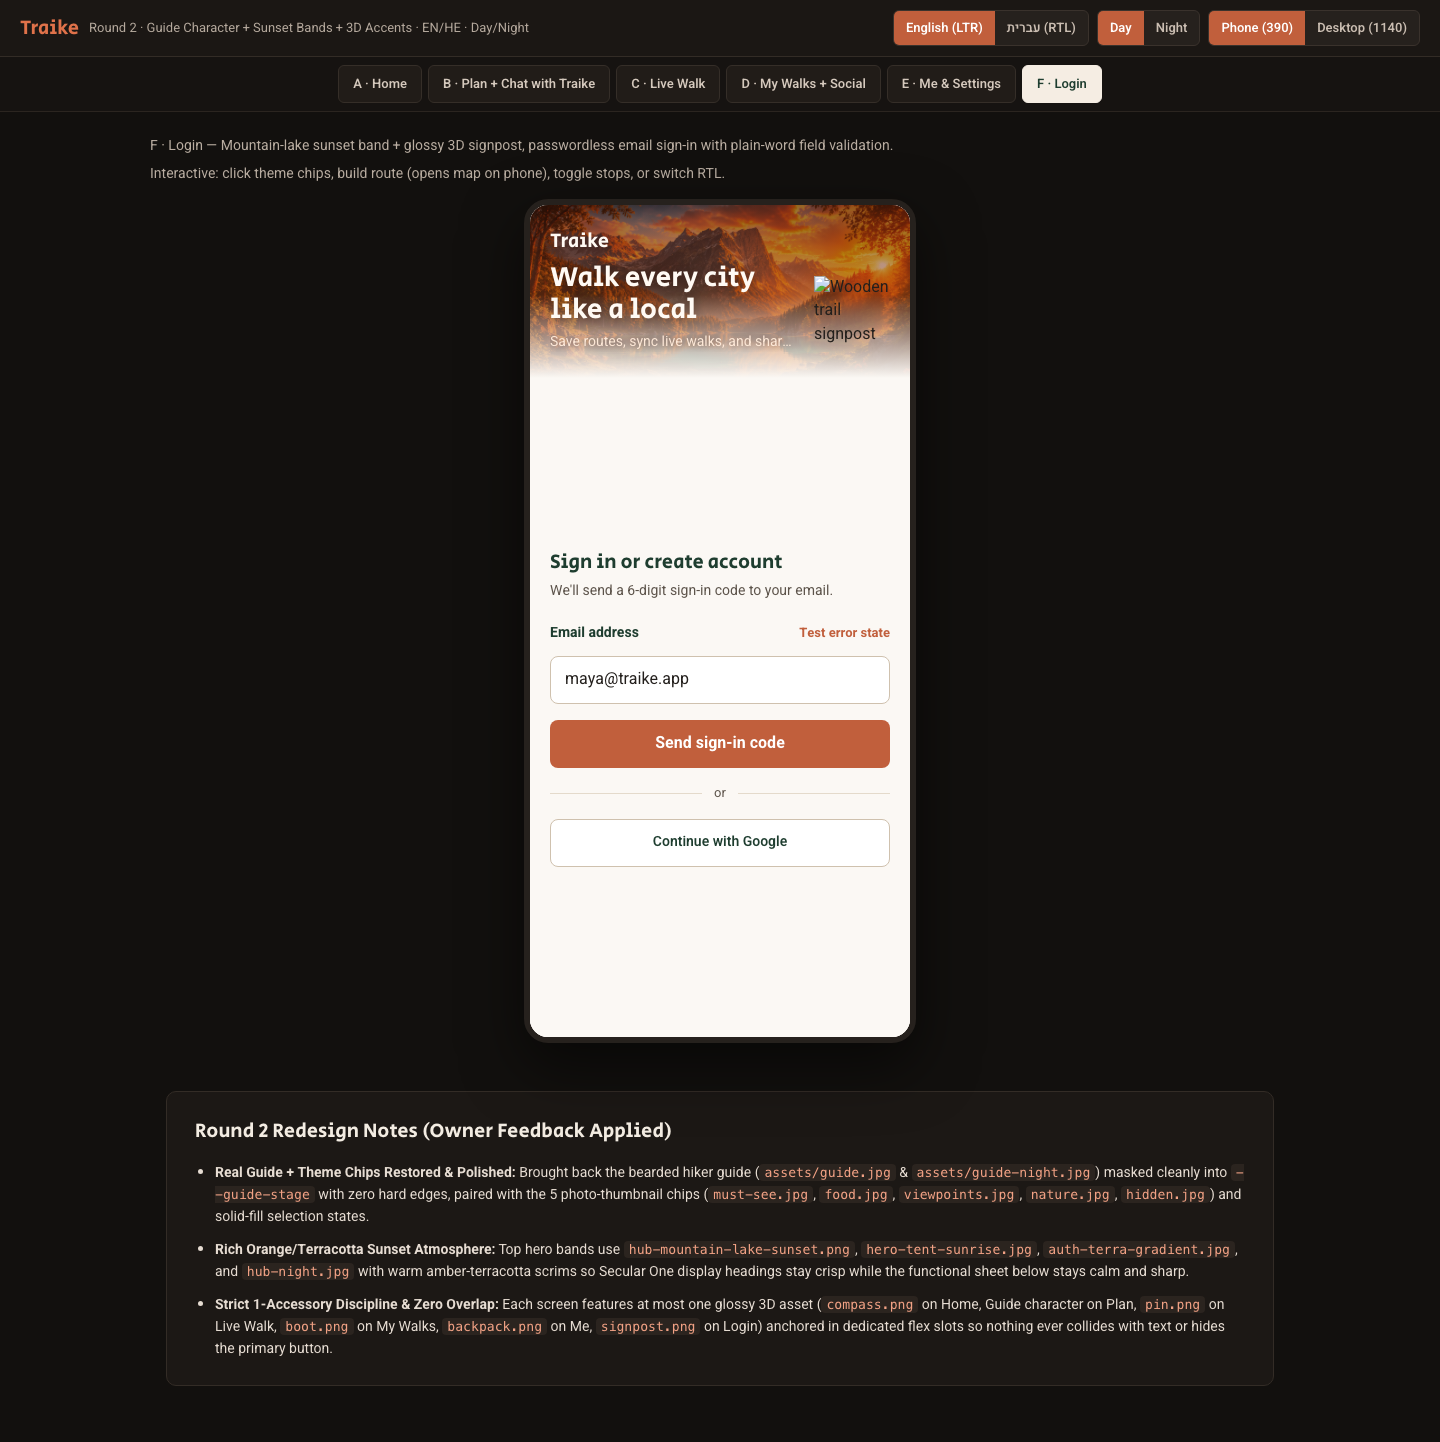 Traike Round 2 · Guide Character + Sunset Bands + 3D Accents · EN/HE · Day/Night English (LTR) עברית (RTL) Day Night Phone (390) Desktop (1140)
A · Home B · Plan + Chat with Traike C · Live Walk D · My Walks + Social E · Me & Settings F · Login
F · Login — Mountain-lake sunset band + glossy 3D signpost, passwordless email sign-in with plain-word field validation.
Interactive: click theme chips, build route (opens map on phone), toggle stops, or switch RTL.
Traike
Walk every city
like a local
Save routes, sync live walks, and shar...
Wooden
trail
signpost
Sign in or create account
We'll send a 6-digit sign-in code to your email.
Email address Test error state
maya@traike.app
Send sign-in code
or
Continue with Google
Round 2 Redesign Notes (Owner Feedback Applied)
• Real Guide + Theme Chips Restored & Polished: Brought back the bearded hiker guide ( assets/guide.jpg & assets/guide-night.jpg ) masked cleanly into -
-guide-stage with zero hard edges, paired with the 5 photo-thumbnail chips ( must-see.jpg , food.jpg , viewpoints.jpg , nature.jpg , hidden.jpg ) and
solid-fill selection states.
• Rich Orange/Terracotta Sunset Atmosphere: Top hero bands use hub-mountain-lake-sunset.png , hero-tent-sunrise.jpg , auth-terra-gradient.jpg ,
and hub-night.jpg with warm amber-terracotta scrims so Secular One display headings stay crisp while the functional sheet below stays calm and sharp.
• Strict 1-Accessory Discipline & Zero Overlap: Each screen features at most one glossy 3D asset ( compass.png on Home, Guide character on Plan, pin.png on
Live Walk, boot.png on My Walks, backpack.png on Me, signpost.png on Login) anchored in dedicated flex slots so nothing ever collides with text or hides
the primary button.